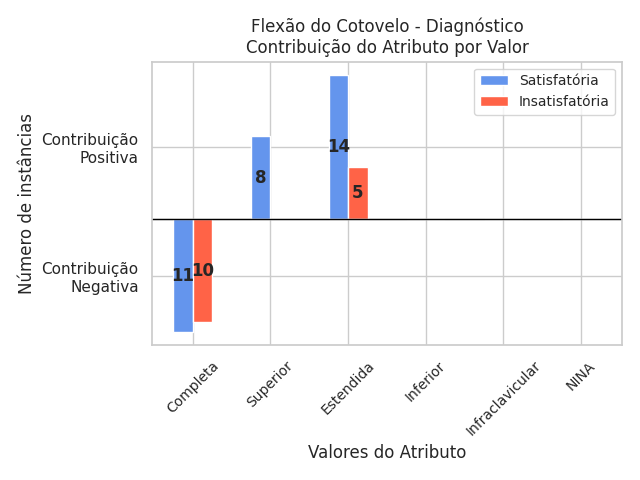 Flexão do Cotovelo - Diagnóstico
Contribuição do Atributo por Valor
Satisfatória
Insatisfatória
Número de instâncias
Contribuição
Positiva
Contribuição
Negativa
14
8
5
11
10
Completa
Superior
Estendida
Inferior
Infraclavicular
NINA
Valores do Atributo